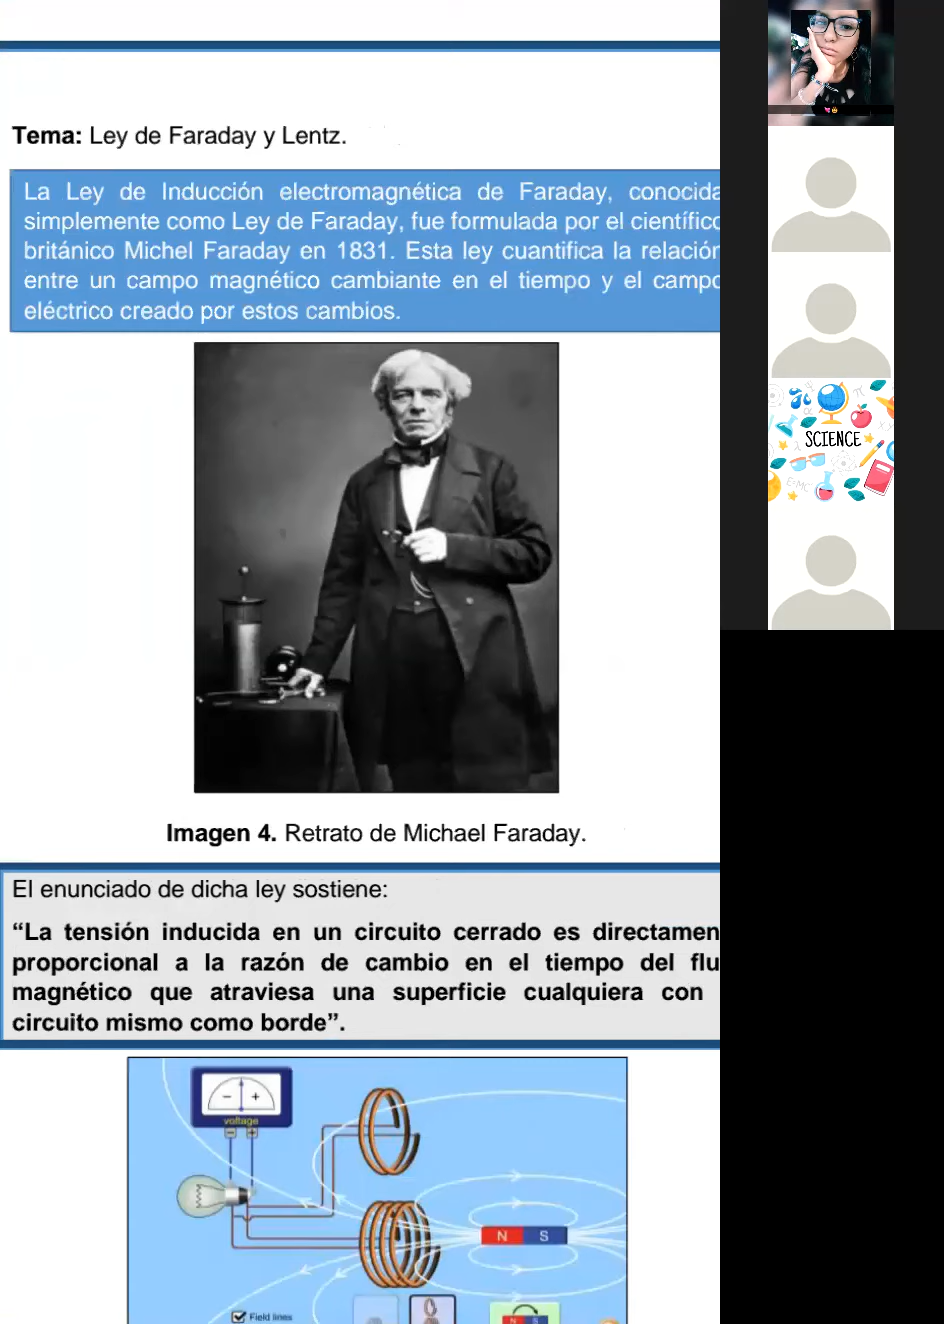 Tema: Ley de Faraday y Lentz.
La Ley de Inducción electromagnética de Faraday, conocida
simplemente como Ley de Faraday, fue formulada por el científico
británico Michel Faraday en 1831. Esta ley cuantifica la relación
entre un campo magnético cambiante en el tiempo y el campo
eléctrico creado por estos cambios.
Imagen 4. Retrato de Michael Faraday.
El enunciado de dicha ley sostiene:
“La tensión inducida en un circuito cerrado es directamen
proporcional a la razón de cambio en el tiempo del flu
magnético que atraviesa una superficie cualquiera con
circuito mismo como borde”.
voltage
N S
Field lines
N S
SCIENCE
E=MC²